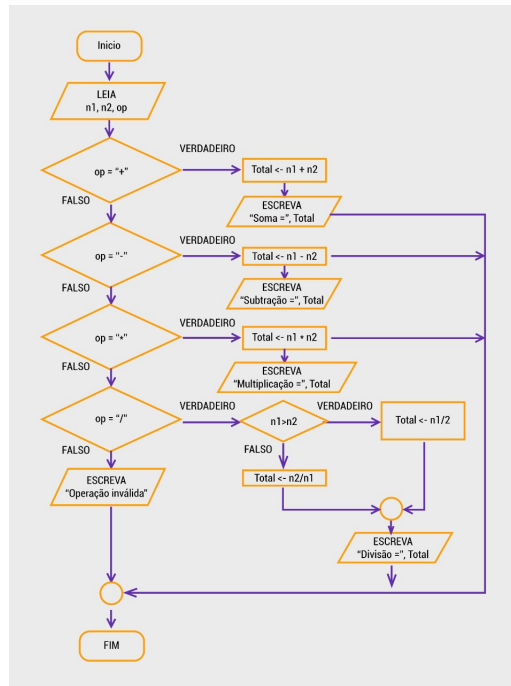 Inicio
LEIA
n1, n2, op
op = “+”
VERDADEIRO
Total <- n1 + n2
ESCREVA
“Soma =”, Total
FALSO
op = “-”
VERDADEIRO
Total <- n1 - n2
ESCREVA
“Subtração =”, Total
FALSO
op = “*”
VERDADEIRO
Total <- n1 * n2
ESCREVA
“Multiplicação =”, Total
FALSO
op = “/”
VERDADEIRO
n1>n2
VERDADEIRO
Total <- n1/2
FALSO
Total <- n2/n1
FALSO
ESCREVA
“Operação inválida”
ESCREVA
“Divisão =”, Total
FIM